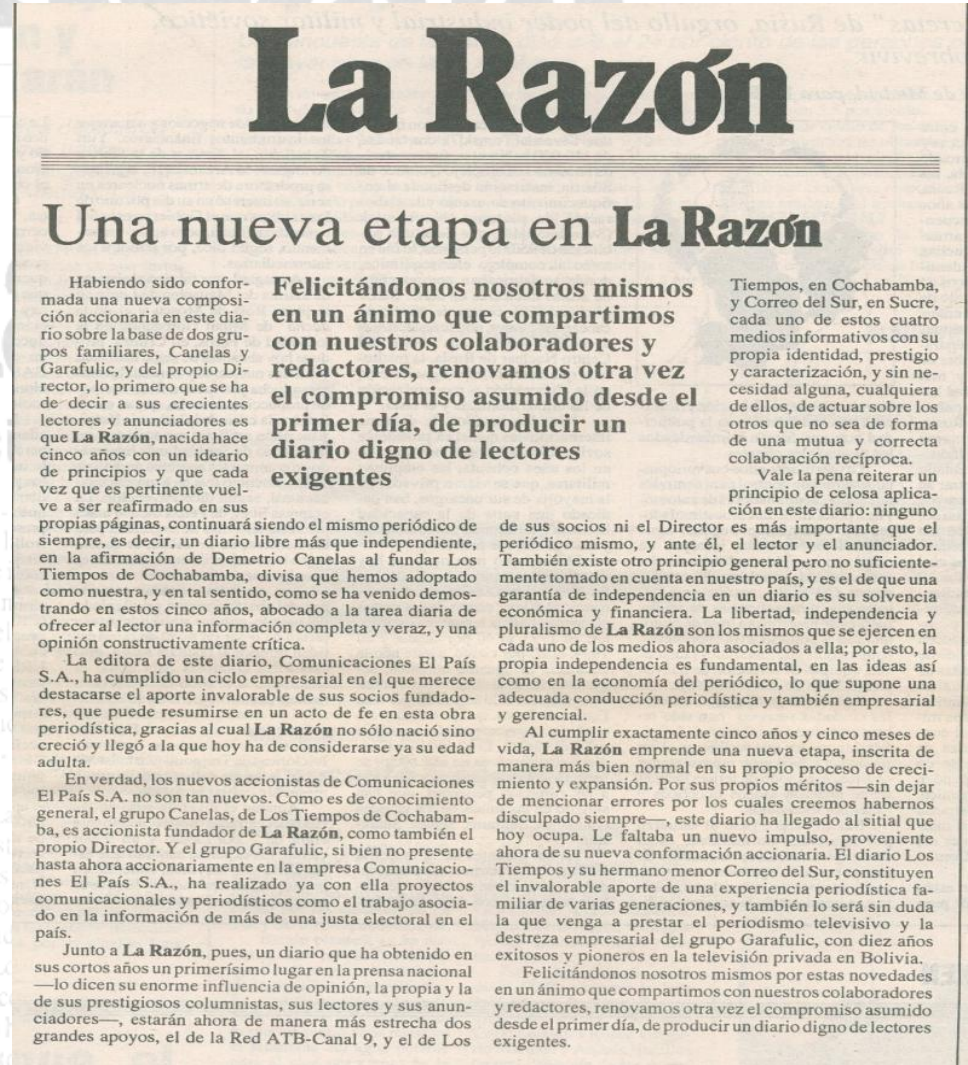 La Razón
Una nueva etapa en La Razón
Habiendo sido confor-
mada una nueva composi-
ción accionaria en este dia-
rio sobre la base de dos gru-
pos familiares, Canelas y
Garafulic, y del propio Di-
rector, lo primero que se ha
de decir a sus crecientes
lectores y anunciadores es
que La Razón, nacida hace
cinco años con un ideario
de principios y que cada
vez que es pertinente vuel-
ve a ser reafirmado en sus
propias páginas, continuará siendo el mismo periódico de
siempre, es decir, un diario libre más que independiente,
en la afirmación de Demetrio Canelas al fundar Los
Tiempos de Cochabamba, divisa que hemos adoptado
como nuestra, y en tal sentido, como se ha venido demos-
trando en estos cinco años, abocado a la tarea diaria de
ofrecer al lector una información completa y veraz, y una
opinión constructivamente crítica.
La editora de este diario, Comunicaciones El País
S.A., ha cumplido un ciclo empresarial en el que merece
destacarse el aporte invalorable de sus socios fundado-
res, que puede resumirse en un acto de fe en esta obra
periodística, gracias al cual La Razón no sólo nació sino
creció y llegó a la que hoy ha de considerarse ya su edad
adulta.
En verdad, los nuevos accionistas de Comunicaciones
El País S.A. no son tan nuevos. Como es de conocimiento
general, el grupo Canelas, de Los Tiempos de Cochabam-
ba, es accionista fundador de La Razón, como también el
propio Director. Y el grupo Garafulic, si bien no presente
hasta ahora accionariamente en la empresa Comunicacio-
nes El País S.A., ha realizado ya con ella proyectos
comunicacionales y periodísticos como el trabajo asocia-
do en la información de más de una justa electoral en el
país.
Junto a La Razón, pues, un diario que ha obtenido en
sus cortos años un primerísimo lugar en la prensa nacional
—lo dicen su enorme influencia de opinión, la propia y la
de sus prestigiosos columnistas, sus lectores y sus anun-
ciadores—, estarán ahora de manera más estrecha dos
grandes apoyos, el de la Red ATB-Canal 9, y el de Los
Felicitándonos nosotros mismos
en un ánimo que compartimos
con nuestros colaboradores y
redactores, renovamos otra vez
el compromiso asumido desde el
primer día, de producir un
diario digno de lectores
exigentes
Tiempos, en Cochabamba,
y Correo del Sur, en Sucre,
cada uno de estos cuatro
medios informativos con su
propia identidad, prestigio
y caracterización, y sin ne-
cesidad alguna, cualquiera
de ellos, de actuar sobre los
otros que no sea de forma
de una mutua y correcta
colaboración recíproca.
Vale la pena reiterar un
principio de celosa aplica-
ción en este diario: ninguno
de sus socios ni el Director es más importante que el
periódico mismo, y ante él, el lector y el anunciador.
También existe otro principio general pero no suficiente-
mente tomado en cuenta en nuestro país, y es el de que una
garantía de independencia en un diario es su solvencia
económica y financiera. La libertad, independencia y
pluralismo de La Razón son los mismos que se ejercen en
cada uno de los medios ahora asociados a ella; por esto, la
propia independencia es fundamental, en las ideas así
como en la economía del periódico, lo que supone una
adecuada conducción periodística y también empresarial
y gerencial.
Al cumplir exactamente cinco años y cinco meses de
vida, La Razón emprende una nueva etapa, inscrita de
manera más bien normal en su propio proceso de creci-
miento y expansión. Por sus propios méritos —sin dejar
de mencionar errores por los cuales creemos habernos
disculpado siempre—, este diario ha llegado al sitial que
hoy ocupa. Le faltaba un nuevo impulso, proveniente
ahora de su nueva conformación accionaria. El diario Los
Tiempos y su hermano menor Correo del Sur, constituyen
el invalorable aporte de una experiencia periodística fa-
miliar de varias generaciones, y también lo será sin duda
la que venga a prestar el periodismo televisivo y la
destreza empresarial del grupo Garafulic, con diez años
exitosos y pioneros en la televisión privada en Bolivia.
Felicitándonos nosotros mismos por estas novedades
en un ánimo que compartimos con nuestros colaboradores
y redactores, renovamos otra vez el compromiso asumido
desde el primer día, de producir un diario digno de lectores
exigentes.